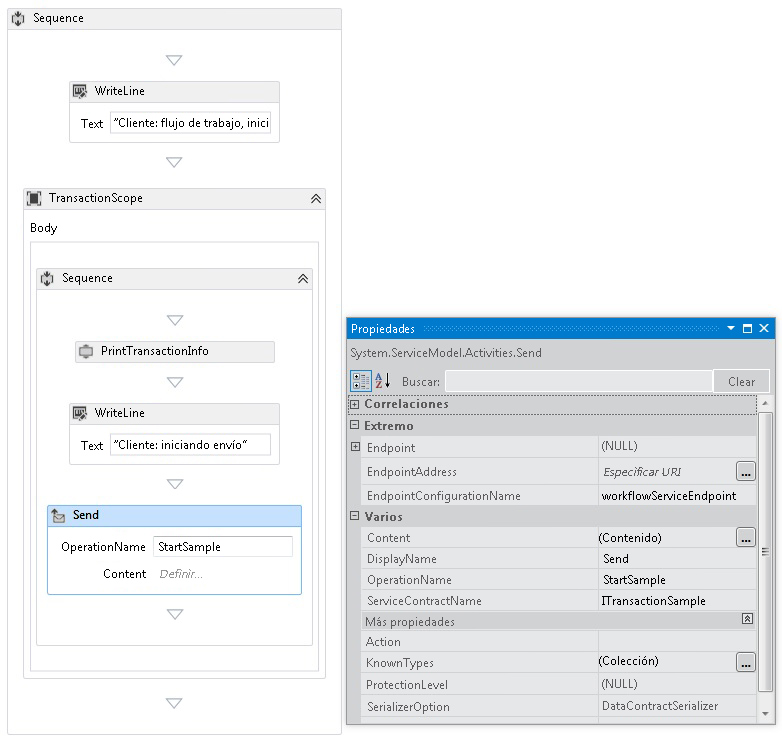 Sequence
WriteLine
Text "Cliente: flujo de trabajo, inici
TransactionScope
Body
Sequence
PrintTransactionInfo
WriteLine
Text "Cliente: iniciando envío"
Send
OperationName StartSample
Content Definir...
Propiedades
System.ServiceModel.Activities.Send
Buscar: Clear
Correlaciones
Extremo
Endpoint (NULL)
EndpointAddress Especificar URI ...
EndpointConfigurationName workflowServiceEndpoint
Varios
Content (Contenido) ...
DisplayName Send
OperationName StartSample
ServiceContractName ITransactionSample
Más propiedades
Action
KnownTypes (Colección) ...
ProtectionLevel (NULL)
SerializerOption DataContractSerializer